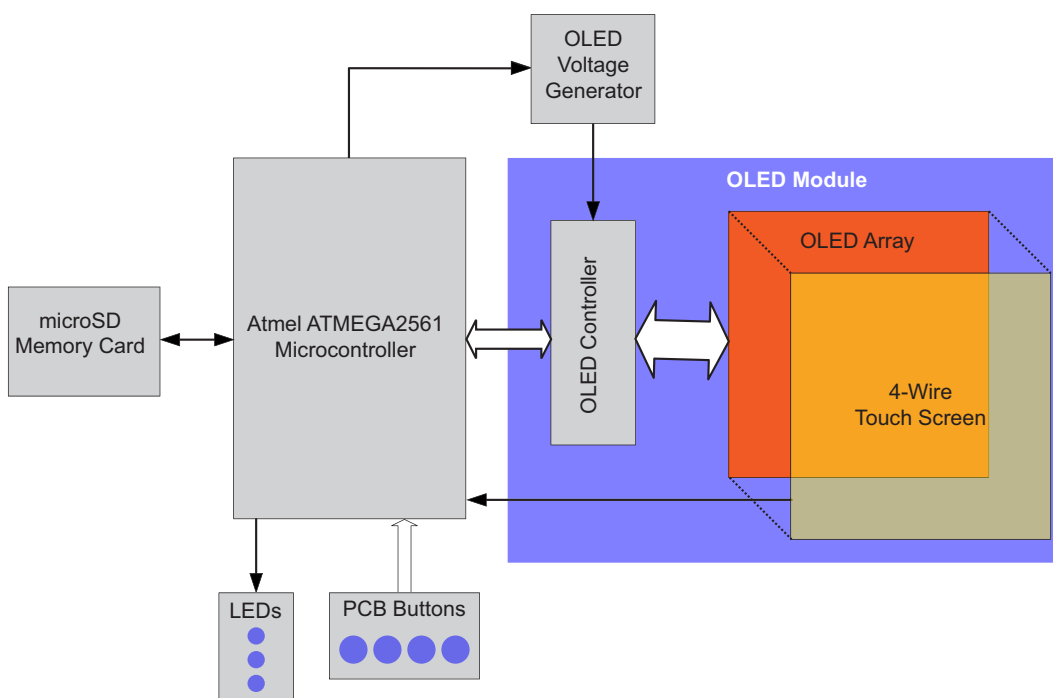 OLED
Voltage
Generator
OLED Module
OLED Array
microSD
Memory Card
Atmel ATMEGA2561
Microcontroller
OLED Controller
4-Wire
Touch Screen
LEDs
PCB Buttons